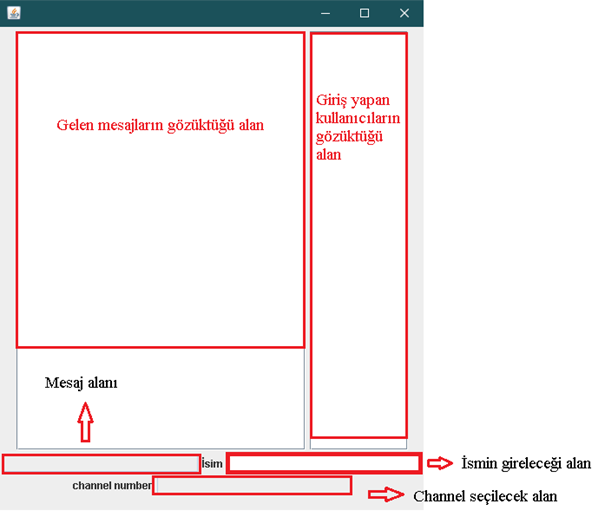 Gelen mesajların gözüktüğü alan
Giriş yapan
kullanıcıların
gözüktüğü
alan
Mesaj alanı
İsim
İsmin gireleceği alan
channel number
Channel seçilecek alan